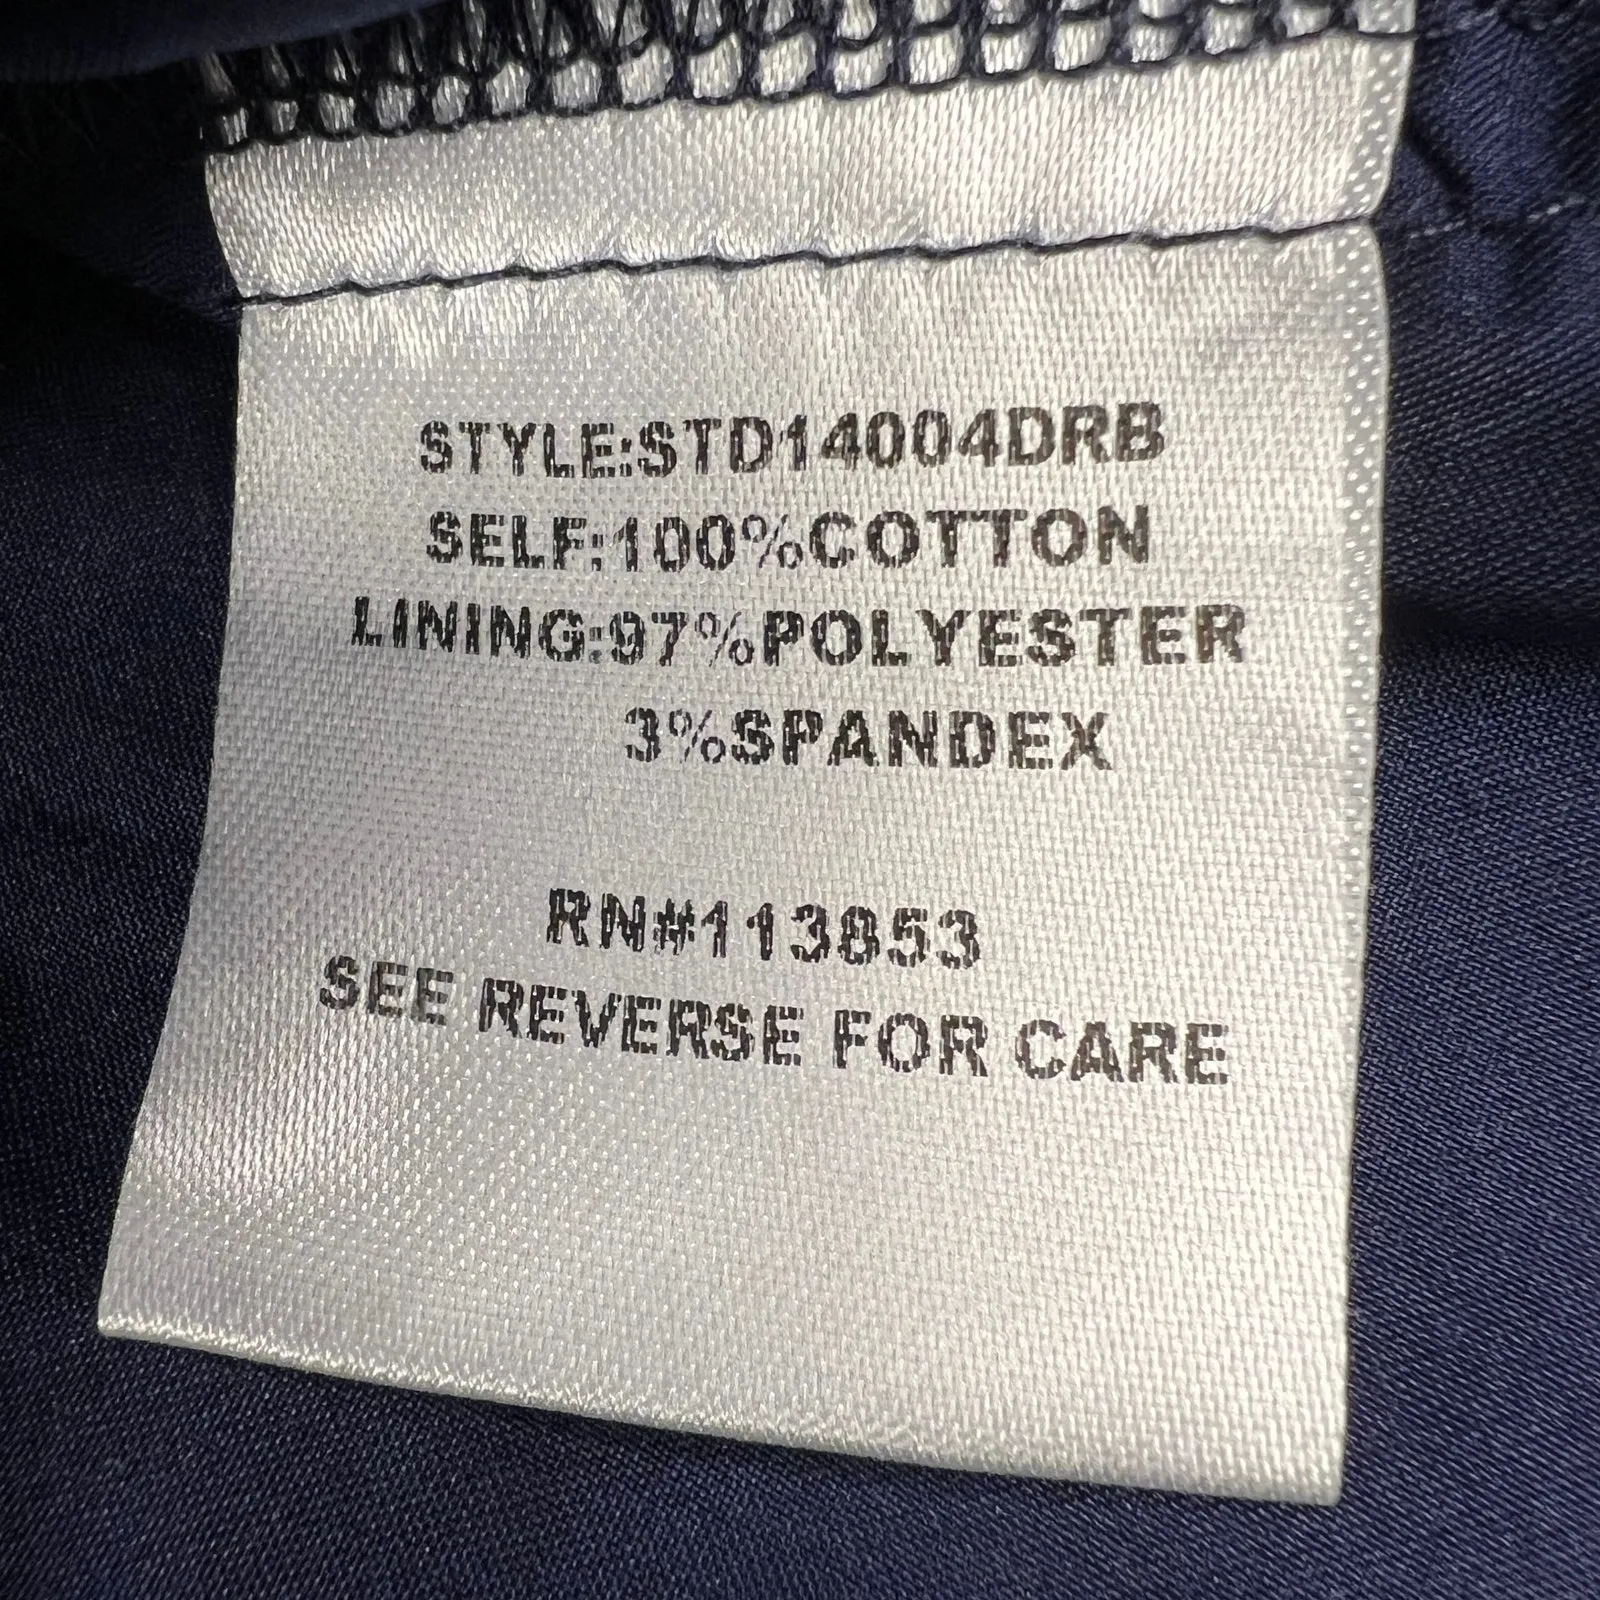 STYLE:STD14004DRB
SELF:100%COTTON
LINING:97%POLYESTER
3%SPANDEX
RN#113853
SEE REVERSE FOR CARE